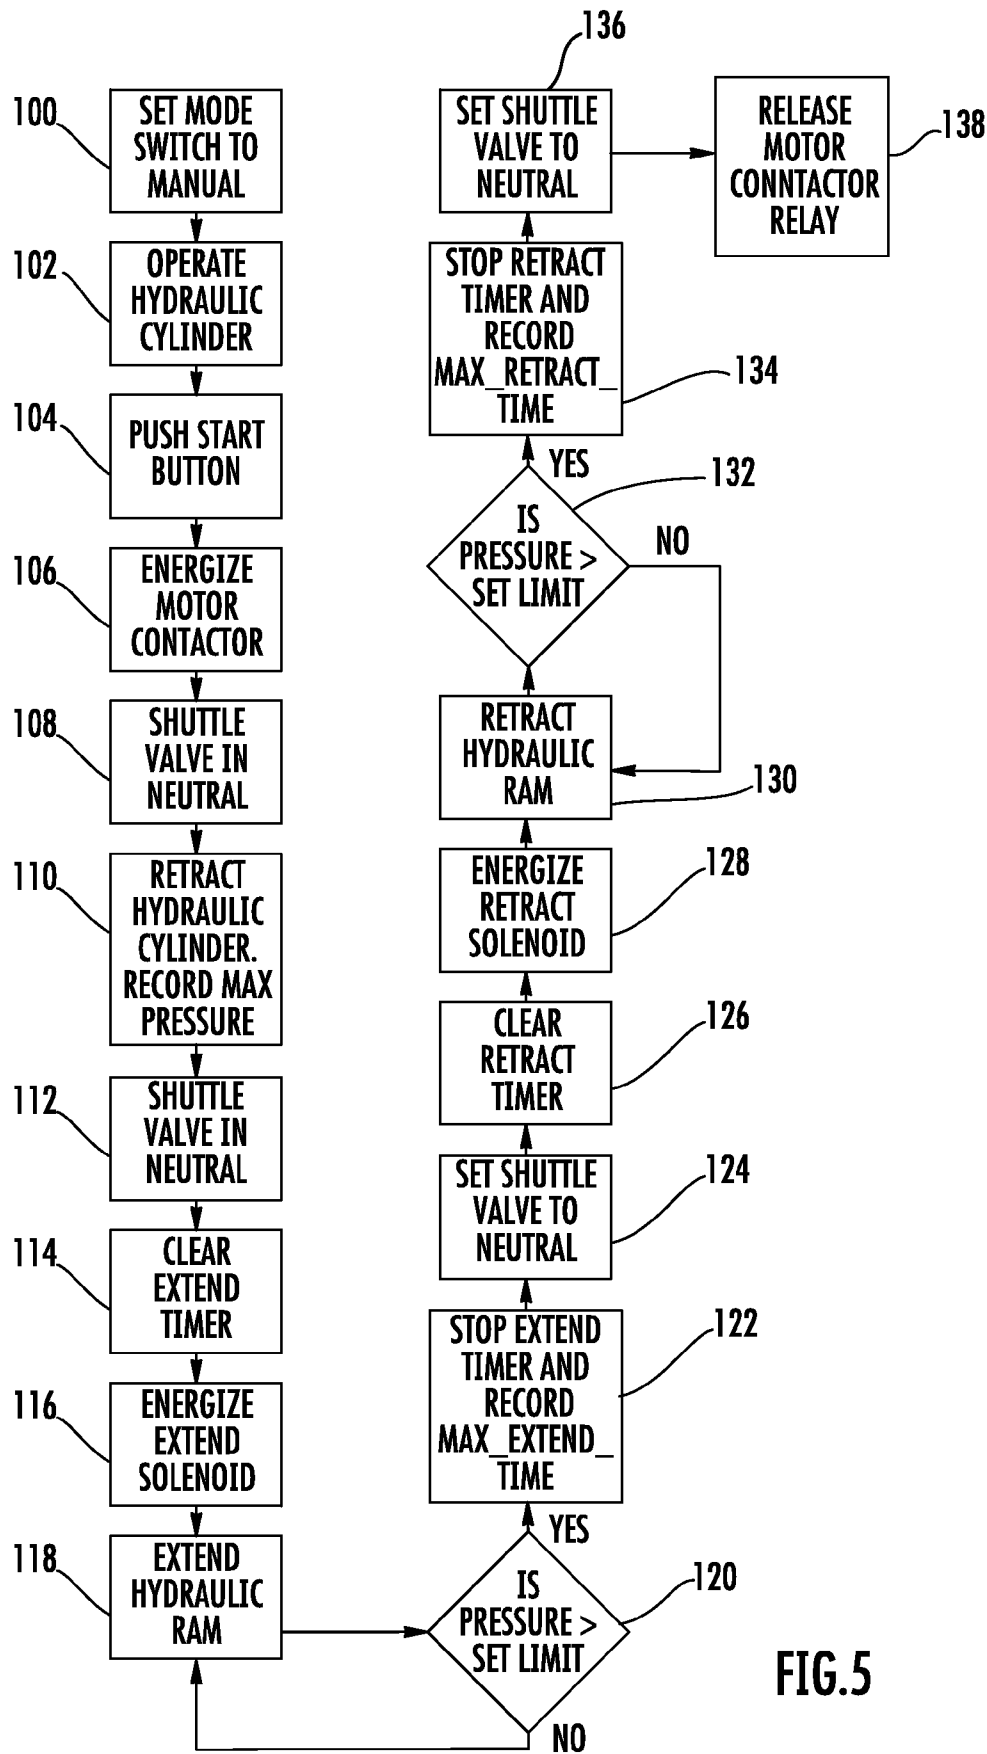 100
SET MODE
SWITCH TO
MANUAL
102
OPERATE
HYDRAULIC
CYLINDER
104
PUSH START
BUTTON
106
ENERGIZE
MOTOR
CONTACTOR
108
SHUTTLE
VALVE IN
NEUTRAL
110
RETRACT
HYDRAULIC
CYLINDER.
RECORD MAX
PRESSURE
112
SHUTTLE
VALVE IN
NEUTRAL
114
CLEAR
EXTEND
TIMER
116
ENERGIZE
EXTEND
SOLENOID
118
EXTEND
HYDRAULIC
RAM
120
IS
PRESSURE >
SET LIMIT
NO
YES
122
STOP EXTEND
TIMER AND
RECORD
MAX_EXTEND_
TIME
124
SET SHUTTLE
VALVE TO
NEUTRAL
126
CLEAR
RETRACT
TIMER
128
ENERGIZE
RETRACT
SOLENOID
130
RETRACT
HYDRAULIC
RAM
132
IS
PRESSURE >
SET LIMIT
NO
YES
134
STOP RETRACT
TIMER AND
RECORD
MAX_RETRACT_
TIME
136
SET SHUTTLE
VALVE TO
NEUTRAL
138
RELEASE
MOTOR
CONNTACTOR
RELAY
FIG.5